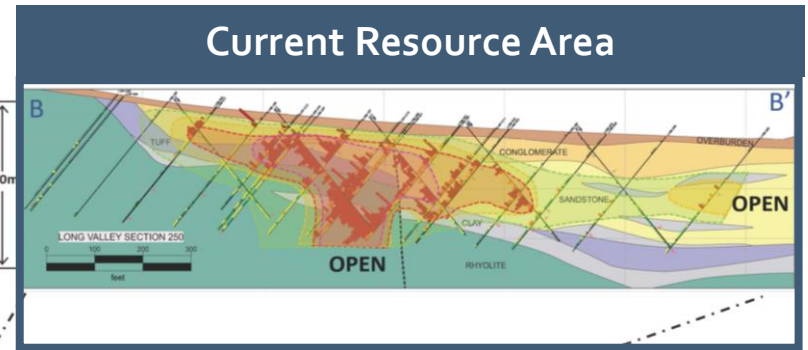 Current Resource Area
B
B'
TUFF
CONGLOMERATE
OVERBURDEN
SANDSTONE
OPEN
CLAY
LONG VALLEY SECTION 250
0 100 200 300
feet
OPEN
RHYOLITE